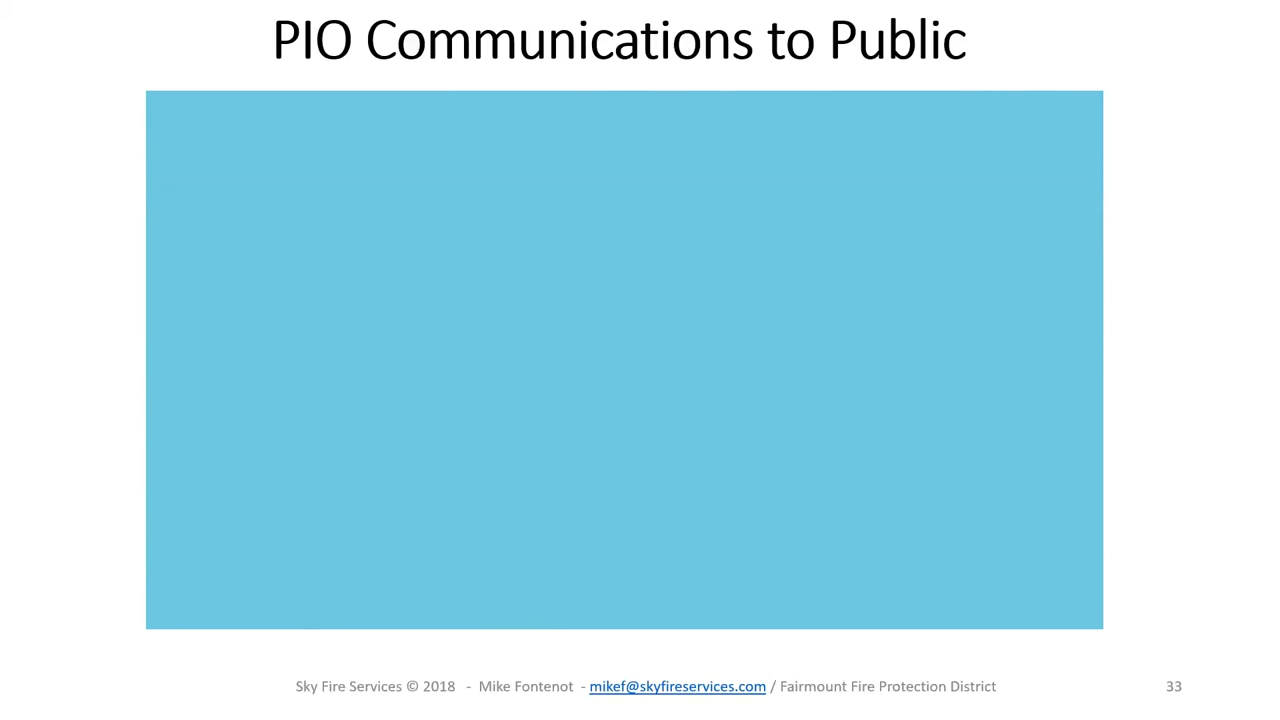 PIO Communications to Public
Sky Fire Services © 2018 - Mike Fontenot - mikef@skyfireservices.com / Fairmount Fire Protection District
33